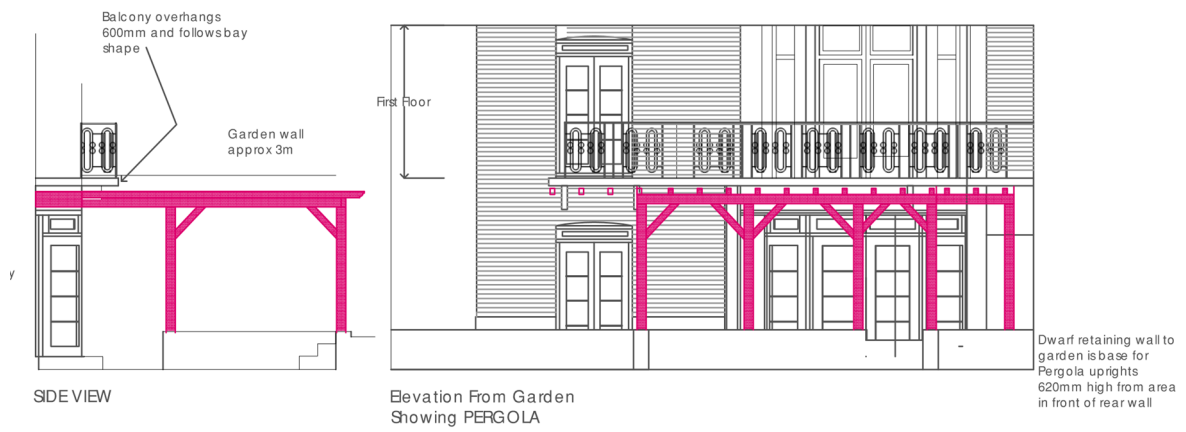 Balcony overhangs
600mm and follows bay
shape
Garden wall
approx 3m
First Floor
y
SIDE VIEW
Elevation From Garden
Showing PERGOLA
Dwarf retaining wall to
garden is base for
Pergola uprights
620mm high from area
in front of rear wall